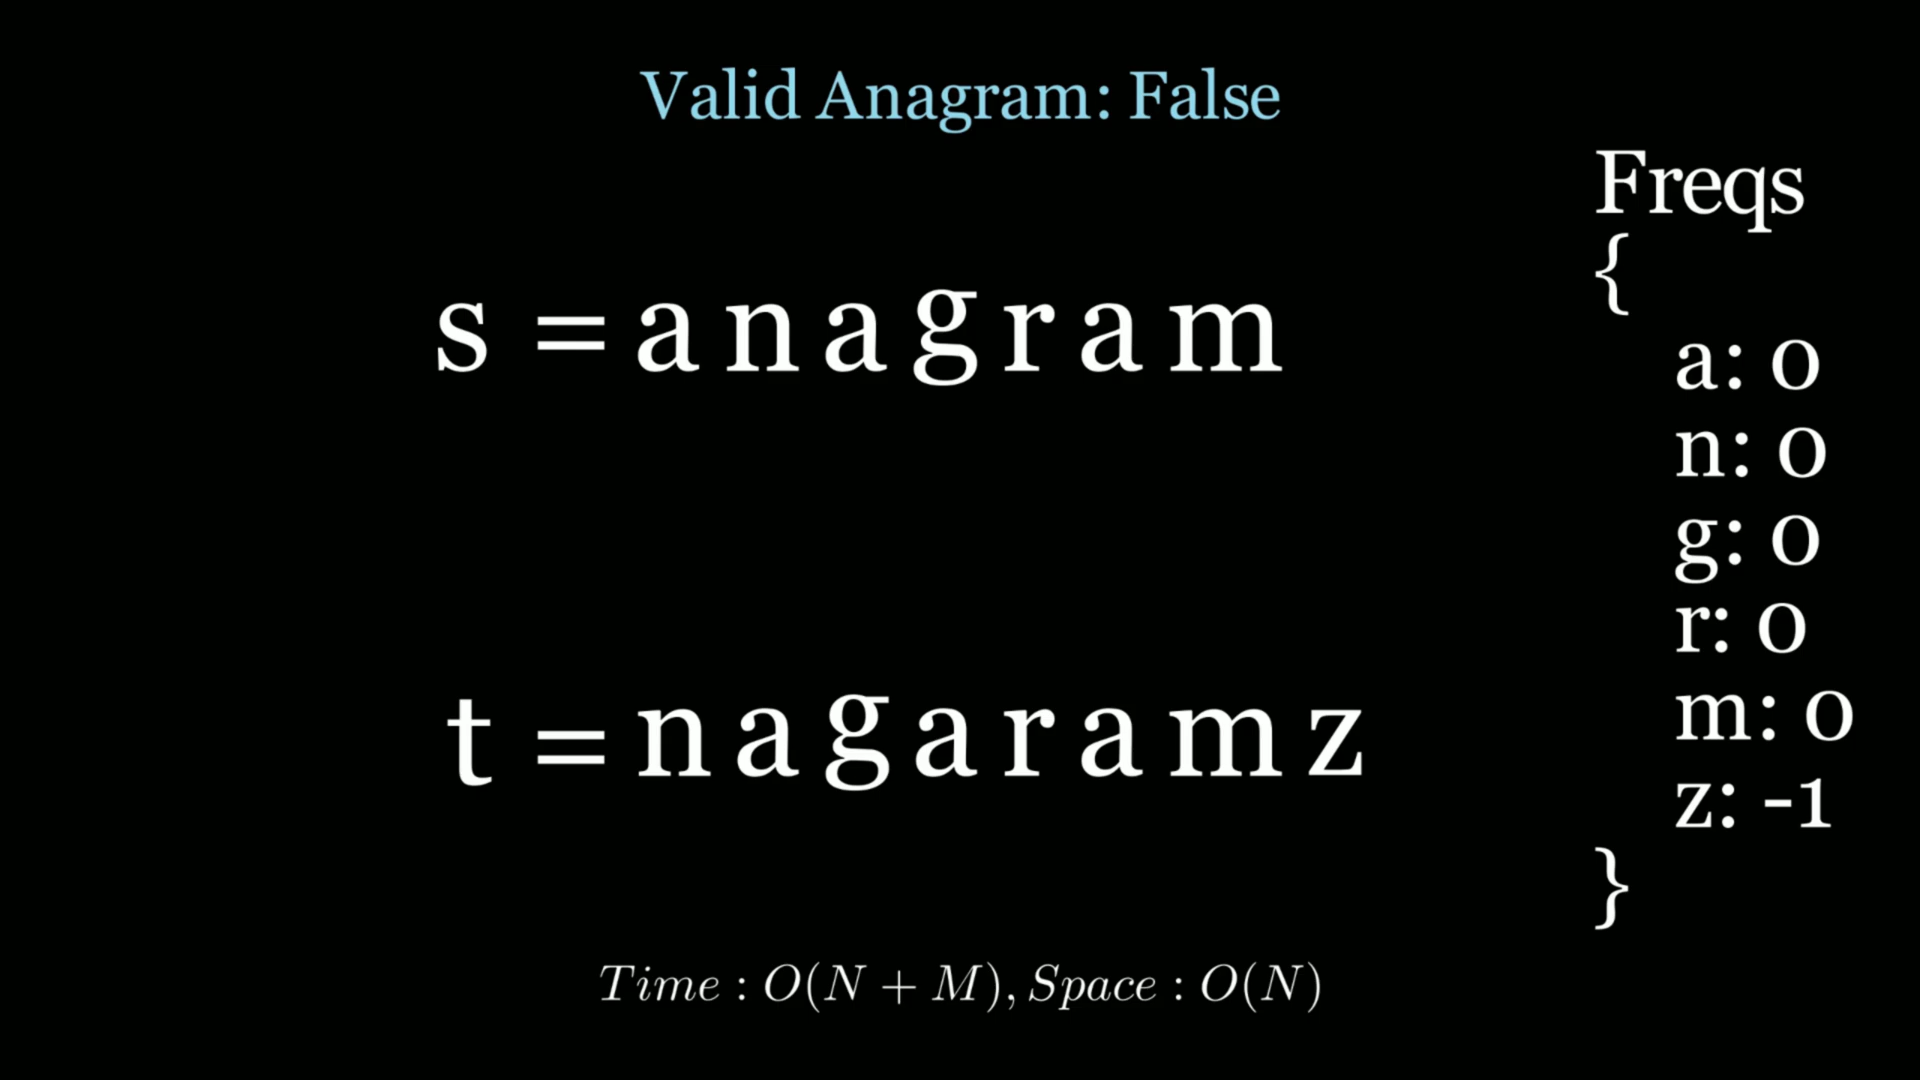 Valid Anagram: False
s = a n a g r a m
t = n a g a r a m z
Freqs
{
a: 0
n: 0
g: 0
r: 0
m: 0
z: -1
}
Time : O(N + M), Space : O(N)